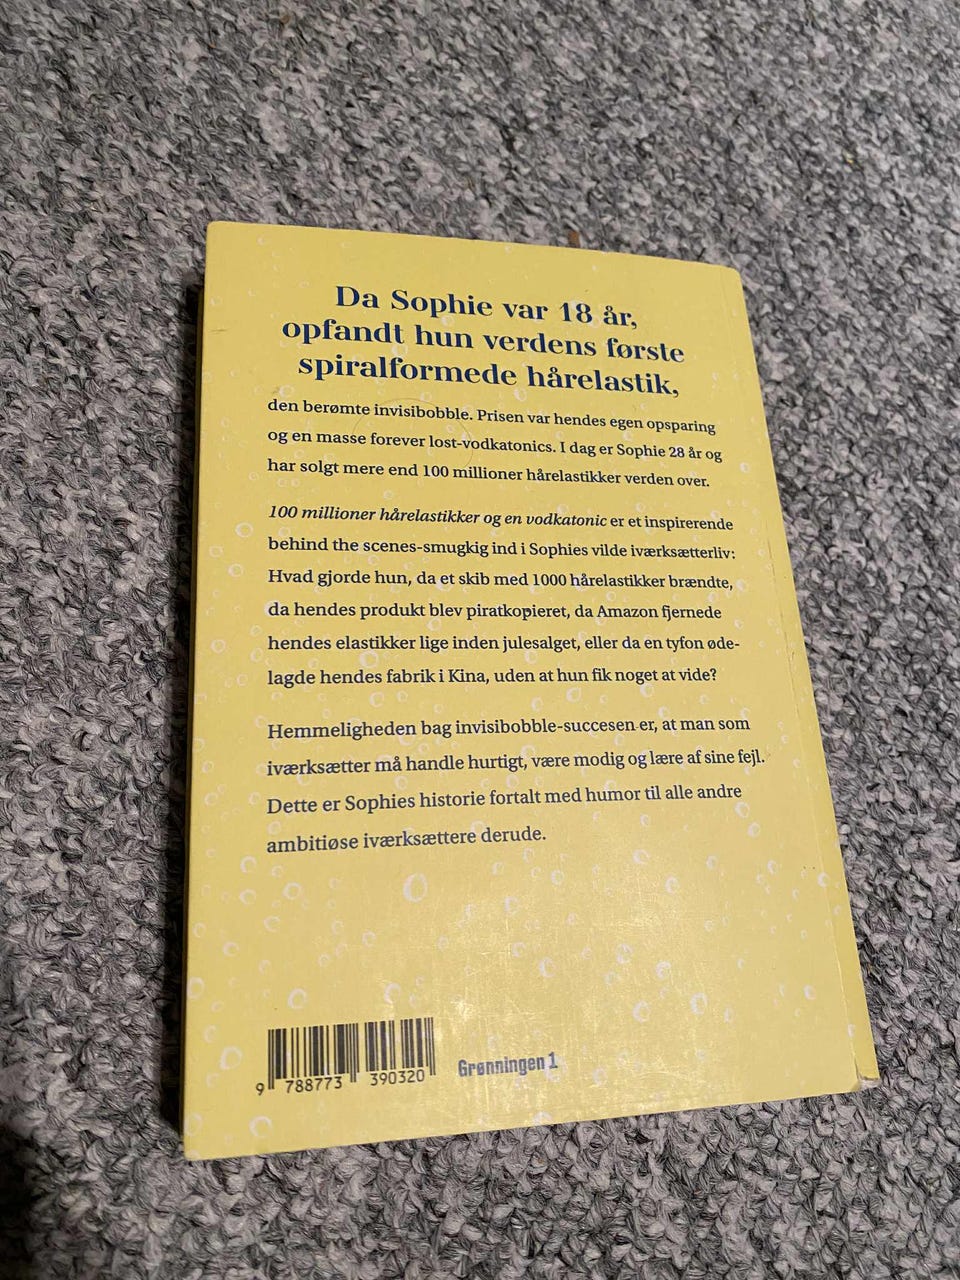 Da Sophie var 18 år,
opfandt hun verdens første
spiralformede hårelastik,
den berømte invisibobble. Prisen var hendes egen opsparing
og en masse forever lost-vodkatonics. I dag er Sophie 28 år og
har solgt mere end 100 millioner hårelastikker verden over.
100 millioner hårelastikker og en vodkatonic er et inspirerende
behind the scenes-smugkig ind i Sophies vilde iværksætterliv:
Hvad gjorde hun, da et skib med 1000 hårelastikker brændte,
da hendes produkt blev piratkopieret, da Amazon fjernede
hendes elastikker lige inden julesalget, eller da en tyfon øde-
lagde hendes fabrik i Kina, uden at hun fik noget at vide?
Hemmeligheden bag invisibobble-succesen er, at man som
iværksætter må handle hurtigt, være modig og lære af sine fejl.
Dette er Sophies historie fortalt med humor til alle andre
ambitiøse iværksættere derude.
9 788773 390320
Grønningen 1